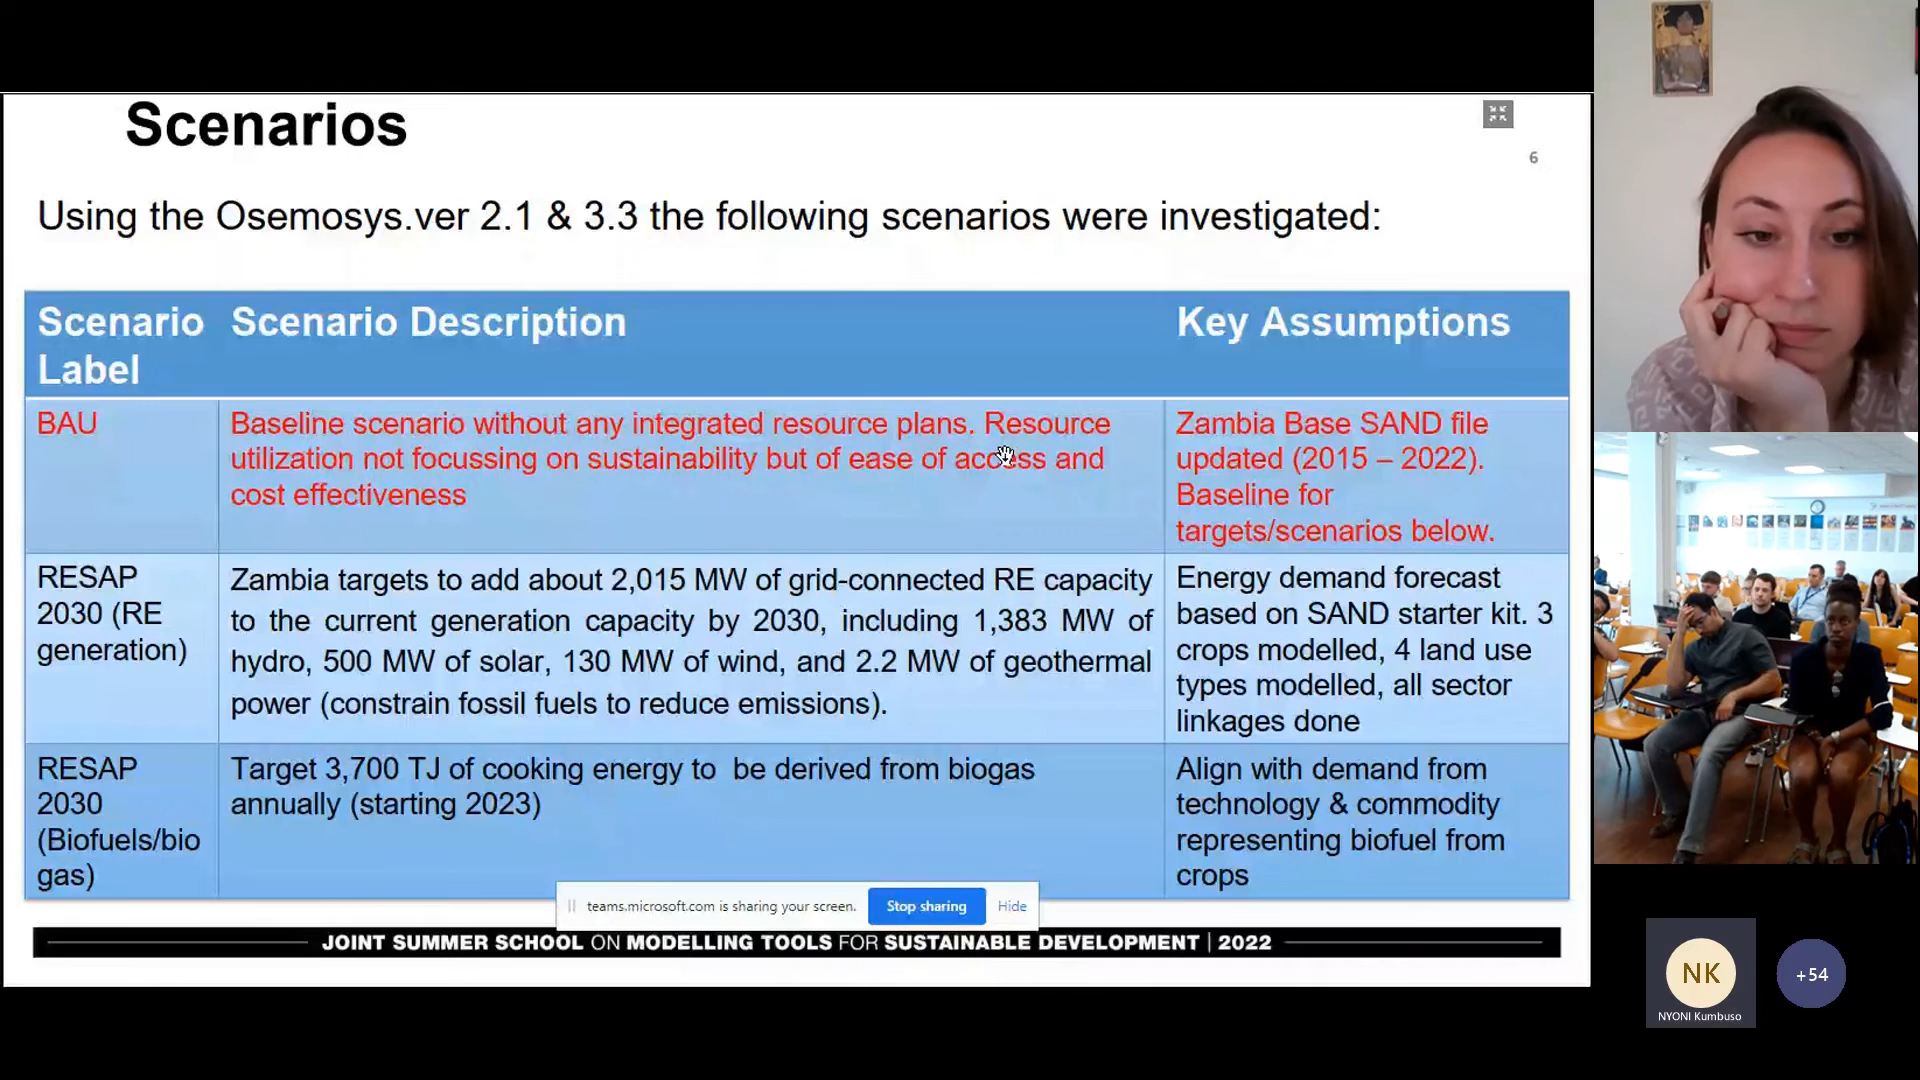 Scenarios
6
Using the Osemosys.ver 2.1 & 3.3 the following scenarios were investigated:
Scenario
Label
Scenario Description
Key Assumptions
BAU
Baseline scenario without any integrated resource plans. Resource
utilization not focussing on sustainability but of ease of access and
cost effectiveness
Zambia Base SAND file
updated (2015 – 2022).
Baseline for
targets/scenarios below.
RESAP
2030 (RE
generation)
Zambia targets to add about 2,015 MW of grid-connected RE capacity
to the current generation capacity by 2030, including 1,383 MW of
hydro, 500 MW of solar, 130 MW of wind, and 2.2 MW of geothermal
power (constrain fossil fuels to reduce emissions).
Energy demand forecast
based on SAND starter kit. 3
crops modelled, 4 land use
types modelled, all sector
linkages done
RESAP
2030
(Biofuels/bio
gas)
Target 3,700 TJ of cooking energy to  be derived from biogas
annually (starting 2023)
Align with demand from
technology & commodity
representing biofuel from
crops
teams.microsoft.com is sharing your screen.
Stop sharing
Hide
JOINT SUMMER SCHOOL ON MODELLING TOOLS FOR SUSTAINABLE DEVELOPMENT | 2022
NK
NYONI Kumbuso
+54